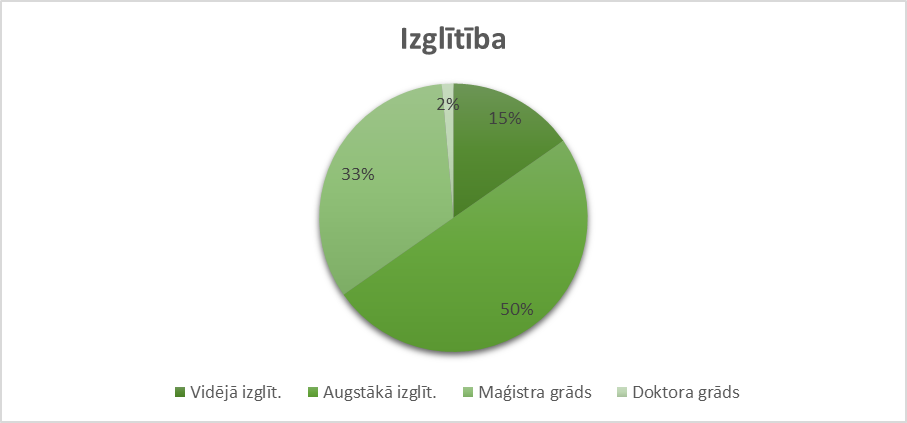 Izglītība
2%
15%
33%
50%
Vidējā izglīt. Augstākā izglīt. Maģistra grāds Doktora grāds